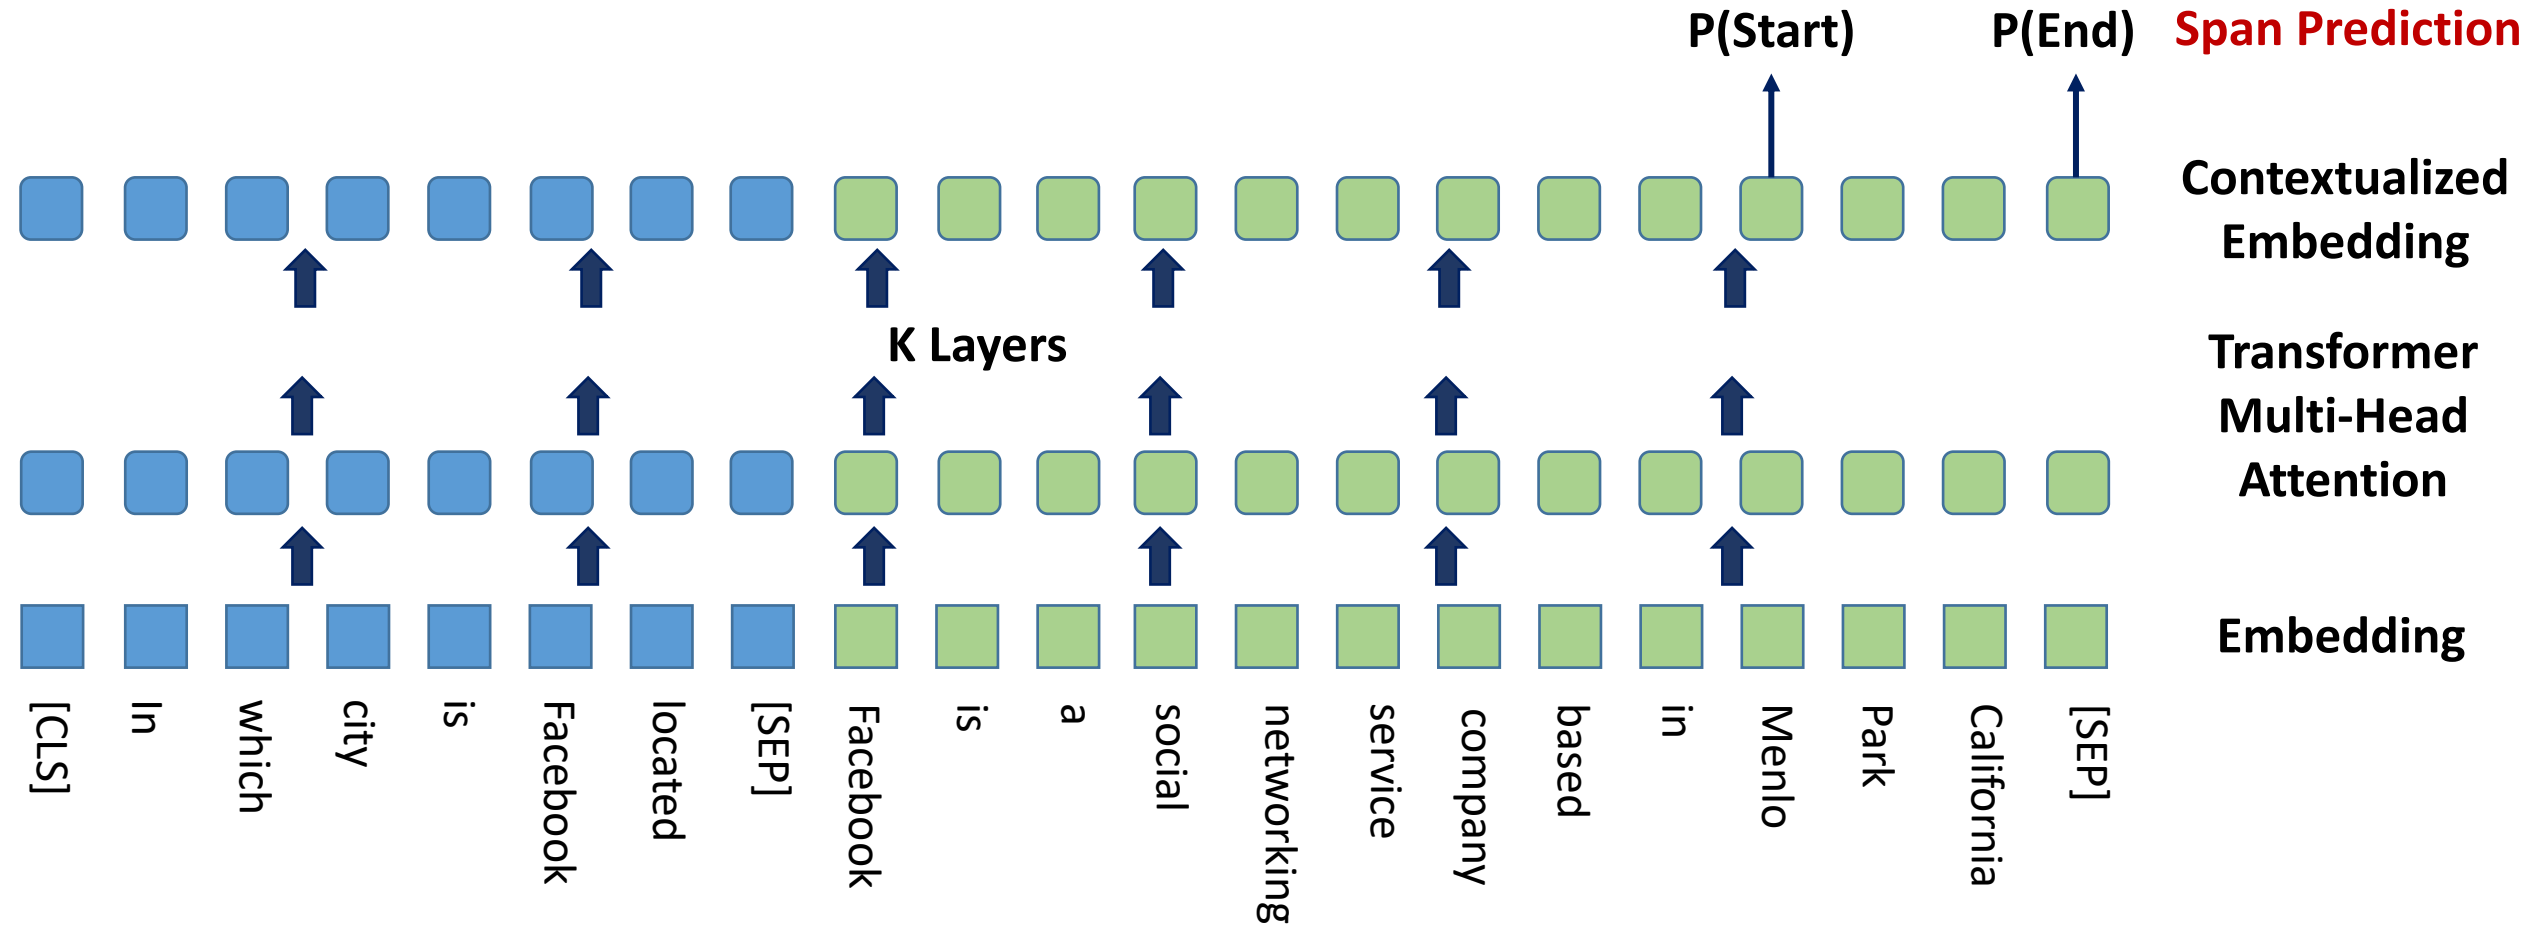 P(Start)
P(End)
Span Prediction
Contextualized
Embedding
K Layers
Transformer
Multi-Head
Attention
Embedding
[CLS]
In
which
city
is
Facebook
located
[SEP]
Facebook
is
a
social
networking
service
company
based
in
Menlo
Park
California
[SEP]